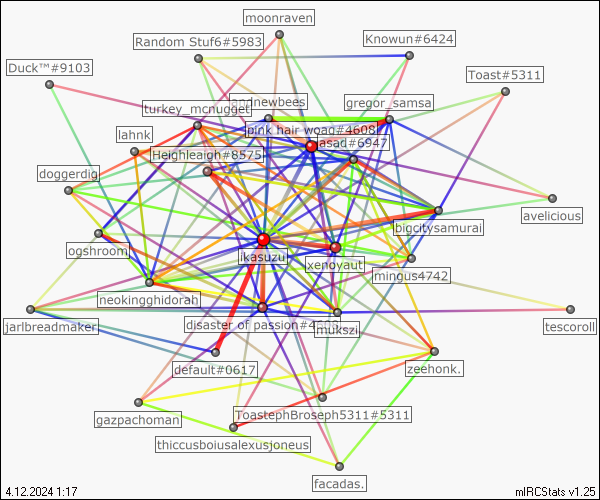 moonraven
Random Stuf6#5983
Knowun#6424
Duck™#9103
Toast#5311
gregor_samsa
turkey_mcnugget
newbees
pink hair woag#4608
asad#6947
lahnk
Heighleaigh#8575
doggerdig
avelicious
bigcitysamurai
ogshroom
ikasuzu
xenoyaut
mingus4742
neokingghidorah
jarlbreadmaker
disaster of passion#4606
mukszi
tescoroll
default#0617
zeehonk.
gazpachoman
ToastephBroseph5311#5311
thiccusboiusalexusjoneus
facadas.
4.12.2024 1:17
mIRCStats v1.25